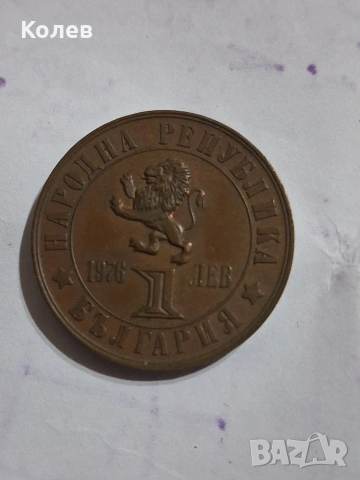 Колев
НАРОДНА РЕПУБЛИКА
1976 ЛЕВ
1
БЪЛГАРИЯ
BAZAR